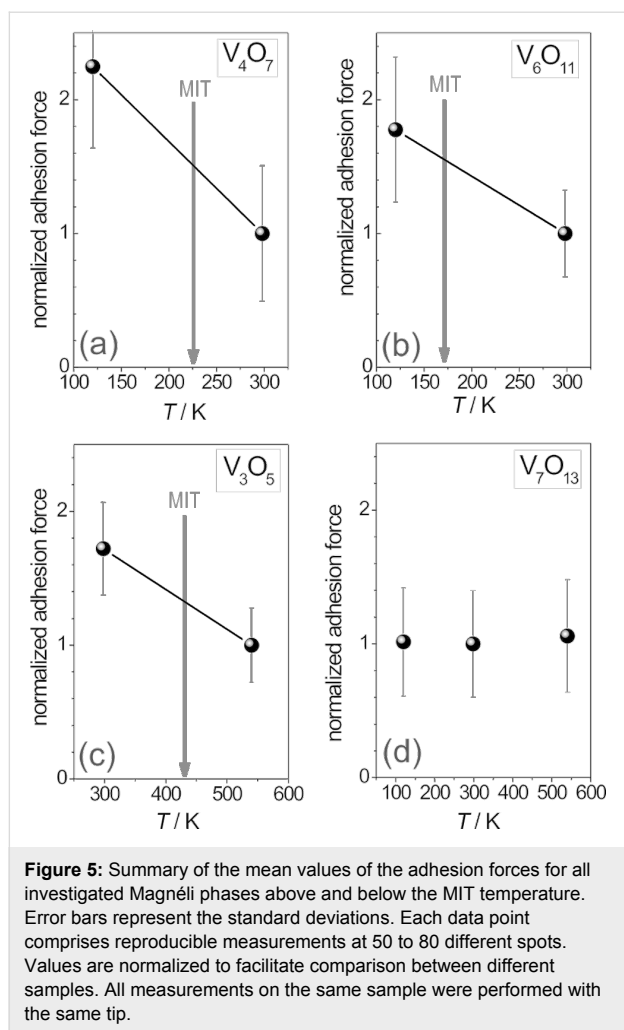 V4O7
MIT
normalized adhesion force
2
1
0
(a)
100 150 200 250 300
T / K
V6O11
MIT
normalized adhesion force
2
1
0
(b)
100 150 200 250 300
T / K
V3O5
MIT
normalized adhesion force
2
1
0
(c)
300 400 500 600
T / K
V7O13
normalized adhesion force
2
1
0
(d)
100 200 300 400 500 600
T / K
Figure 5: Summary of the mean values of the adhesion forces for all
investigated Magnéli phases above and below the MIT temperature.
Error bars represent the standard deviations. Each data point
comprises reproducible measurements at 50 to 80 different spots.
Values are normalized to facilitate comparison between different
samples. All measurements on the same sample were performed with
the same tip.